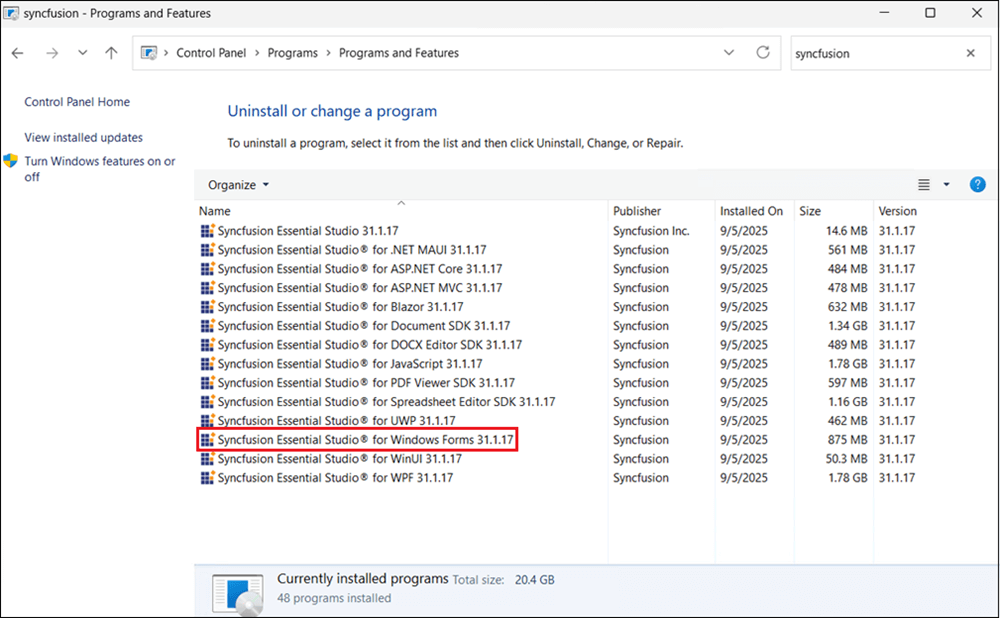 syncfusion - Programs and Features
Control Panel > Programs > Programs and Features
syncfusion
Control Panel Home
View installed updates
Turn Windows features on or
off
Uninstall or change a program
To uninstall a program, select it from the list and then click Uninstall, Change, or Repair.
Organize
Name Publisher Installed On Size Version
Syncfusion Essential Studio 31.1.17 Syncfusion Inc. 9/5/2025 14.6 MB 31.1.17
Syncfusion Essential Studio® for .NET MAUI 31.1.17 Syncfusion 9/5/2025 561 MB 31.1.17
Syncfusion Essential Studio® for ASP.NET Core 31.1.17 Syncfusion 9/5/2025 484 MB 31.1.17
Syncfusion Essential Studio® for ASP.NET MVC 31.1.17 Syncfusion 9/5/2025 478 MB 31.1.17
Syncfusion Essential Studio® for Blazor 31.1.17 Syncfusion 9/5/2025 632 MB 31.1.17
Syncfusion Essential Studio® for Document SDK 31.1.17 Syncfusion 9/5/2025 1.34 GB 31.1.17
Syncfusion Essential Studio® for DOCX Editor SDK 31.1.17 Syncfusion 9/5/2025 489 MB 31.1.17
Syncfusion Essential Studio® for JavaScript 31.1.17 Syncfusion 9/5/2025 1.78 GB 31.1.17
Syncfusion Essential Studio® for PDF Viewer SDK 31.1.17 Syncfusion 9/5/2025 597 MB 31.1.17
Syncfusion Essential Studio® for Spreadsheet Editor SDK 31.1.17 Syncfusion 9/5/2025 1.16 GB 31.1.17
Syncfusion Essential Studio® for UWP 31.1.17 Syncfusion 9/5/2025 462 MB 31.1.17
Syncfusion Essential Studio® for Windows Forms 31.1.17 Syncfusion 9/5/2025 875 MB 31.1.17
Syncfusion Essential Studio® for WinUI 31.1.17 Syncfusion 9/5/2025 50.3 MB 31.1.17
Syncfusion Essential Studio® for WPF 31.1.17 Syncfusion 9/5/2025 1.78 GB 31.1.17
Currently installed programs Total size: 20.4 GB
48 programs installed